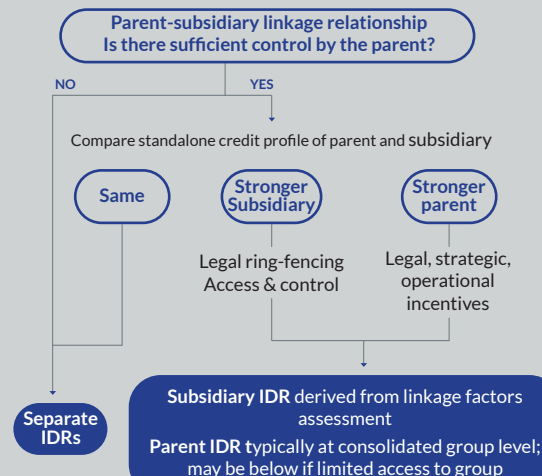 Parent-subsidiary linkage relationship
Is there sufficient control by the parent?
NO YES
Compare standalone credit profile of parent and subsidiary
Same
Stronger
Subsidiary
Stronger
parent
Legal ring-fencing
Access & control
Legal, strategic,
operational
incentives
Separate
IDRs
Subsidiary IDR derived from linkage factors
assessment
Parent IDR typically at consolidated group level;
may be below if limited access to group